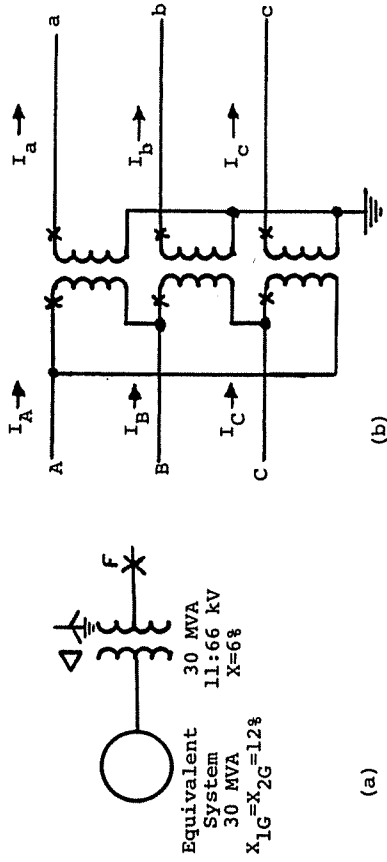 F
30 MVA
11:66 kV
X=6%
Equivalent
System
30 MVA
X1G=X2G=12%
(a)
IA
Ia
A
a
IB
Ib
B
b
IC
Ic
C
c
(b)